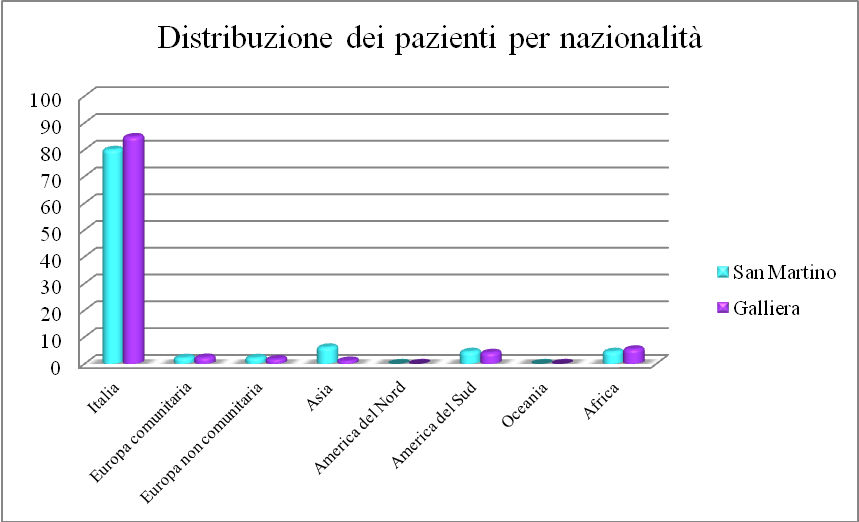 Distribuzione dei pazienti per nazionalità
100
90
80
70
60
50
40
30
20
10
0
Italia
Europa comunitaria
Europa non comunitaria
Asia
America del Nord
America del Sud
Oceania
Africa
San Martino
Galliera